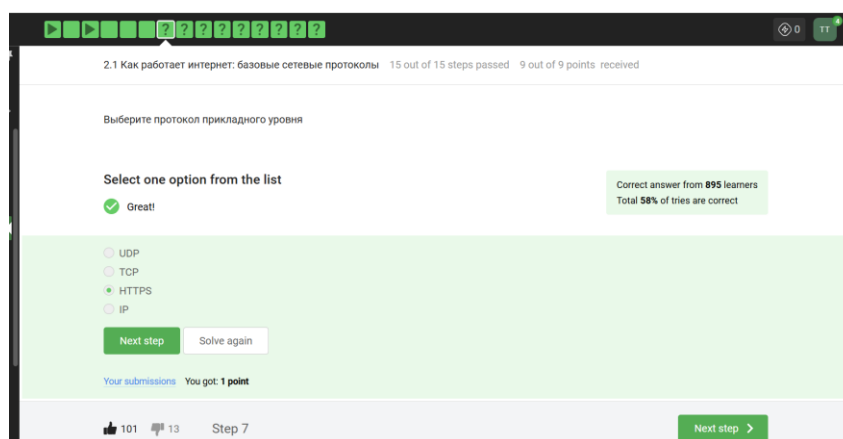 ? ? ? ? ? ? ? ? ?
0 TT 4
2.1 Как работает интернет: базовые сетевые протоколы 15 out of 15 steps passed 9 out of 9 points received
Выберите протокол прикладного уровня
Select one option from the list
Correct answer from 895 learners
Great!
Total 58% of tries are correct
UDP
TCP
HTTPS
IP
Next step Solve again
Your submissions You got: 1 point
101 13 Step 7 Next step